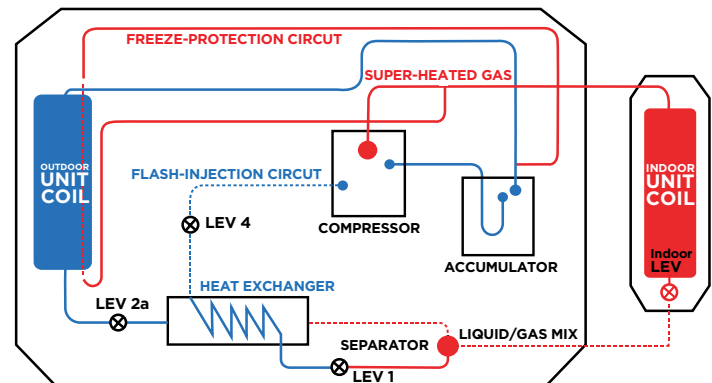 FREEZE-PROTECTION CIRCUT
SUPER-HEATED GAS
OUTDOOR
UNIT
COIL
FLASH-INJECTION CIRCUT
INDOOR
UNIT
COIL
LEV 4
COMPRESSOR
ACCUMULATOR
Indoor
LEV
HEAT EXCHANGER
LEV 2a
SEPARATOR
LIQUID/GAS MIX
LEV 1